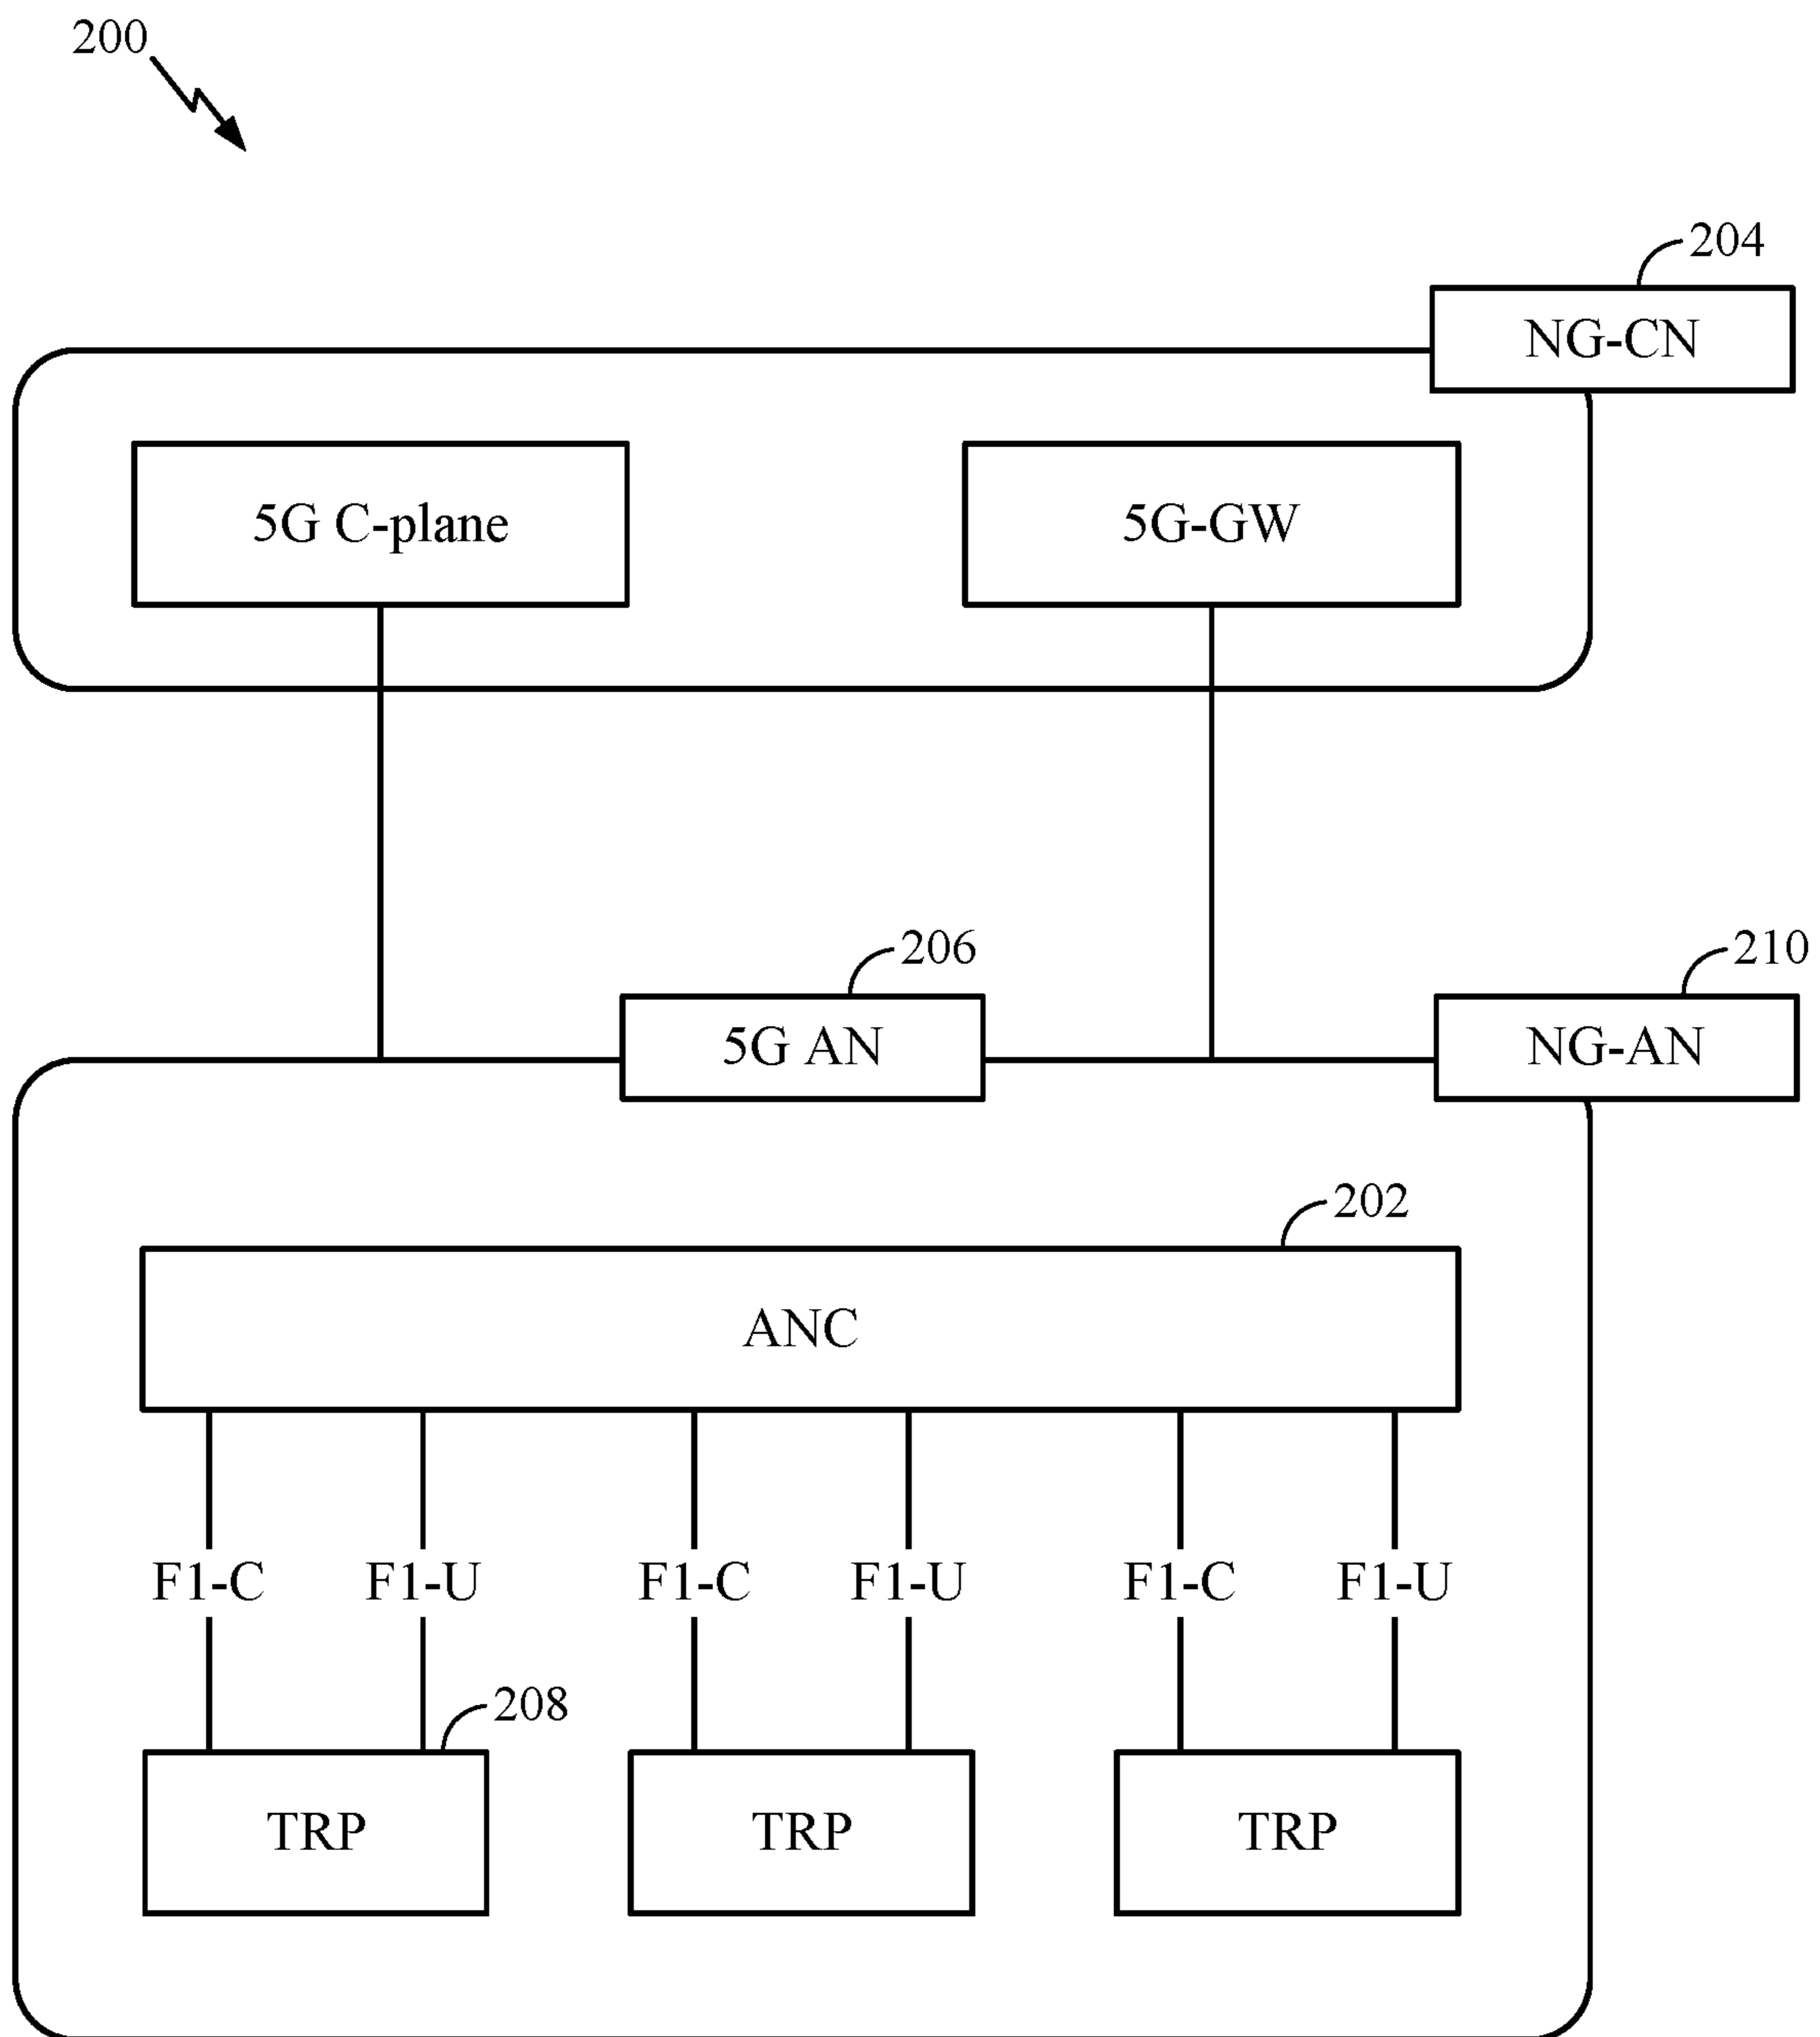 200
204
NG-CN
5G C-plane
5G-GW
206
210
5G AN
NG-AN
202
ANC
F1-C
F1-U
F1-C
F1-U
F1-C
F1-U
208
TRP
TRP
TRP